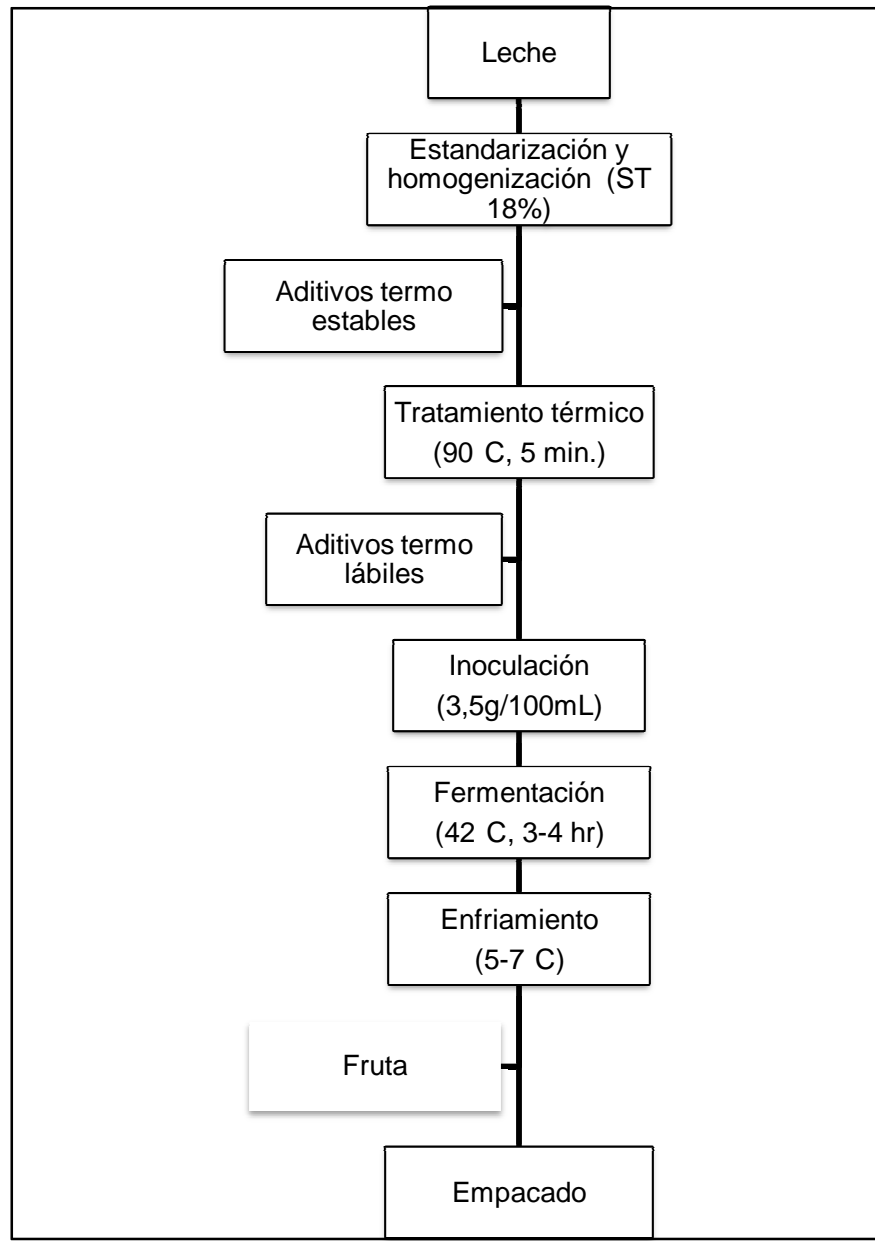 Leche
Estandarización y
homogenización (ST
18%)
Aditivos termo
estables
Tratamiento térmico
(90 C, 5 min.)
Aditivos termo
lábiles
Inoculación
(3,5g/100mL)
Fermentación
(42 C, 3-4 hr)
Enfriamiento
(5-7 C)
Fruta
Empacado